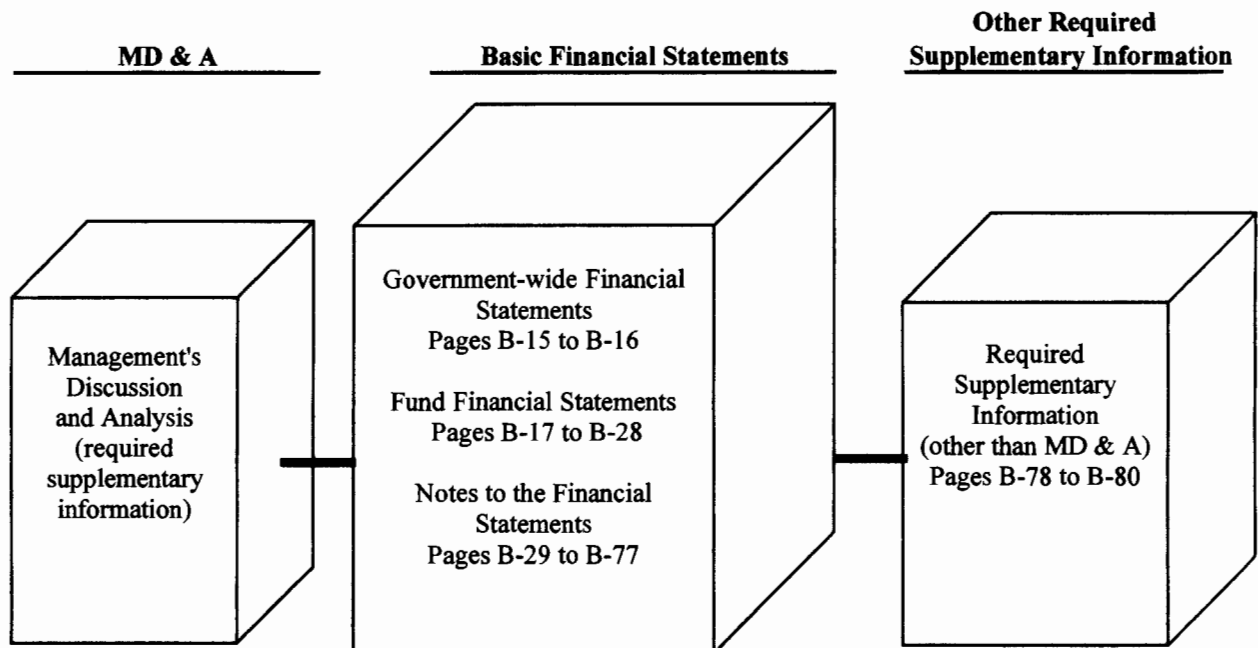 MD & A
Basic Financial Statements
Other Required
Supplementary Information
Management's
Discussion
and Analysis
(required
supplementary
information)
Government-wide Financial
Statements
Pages B-15 to B-16
Fund Financial Statements
Pages B-17 to B-28
Notes to the Financial
Statements
Pages B-29 to B-77
Required
Supplementary
Information
(other than MD & A)
Pages B-78 to B-80